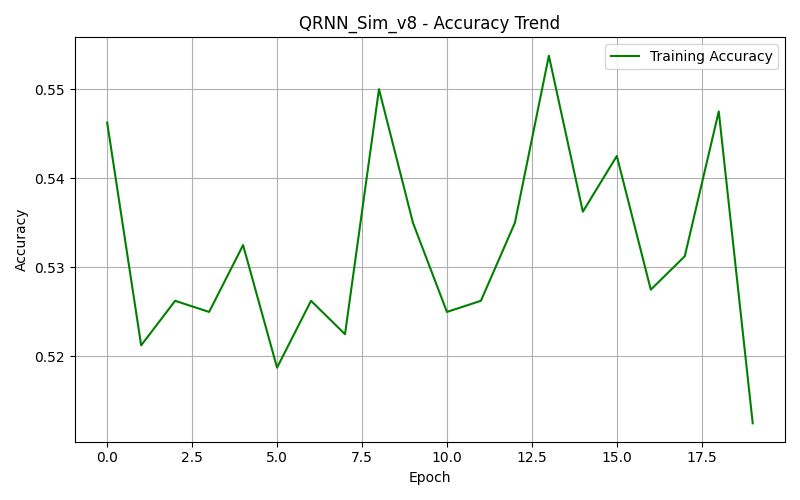 QRNN_Sim_v8 - Accuracy Trend
Training Accuracy
0.55
0.54
0.53
0.52
Accuracy
0.0 2.5 5.0 7.5 10.0 12.5 15.0 17.5
Epoch